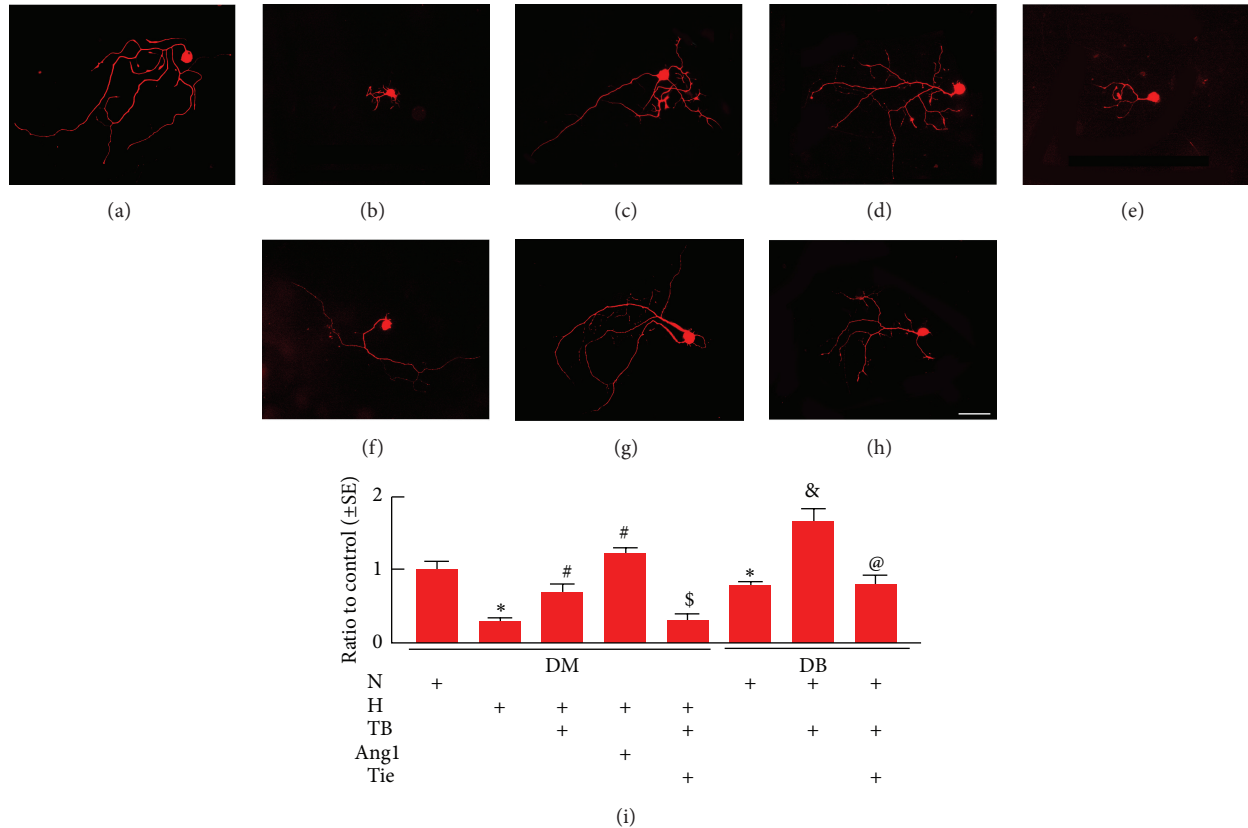 (a) (b) (c) (d) (e)
(f) (g) (h)
Ratio to control (±SE)
2
1
0
* # # $ * & @
DM DB
N + + + +
H + + + +
TB + + + +
Ang1 +
Tie + +
(i)